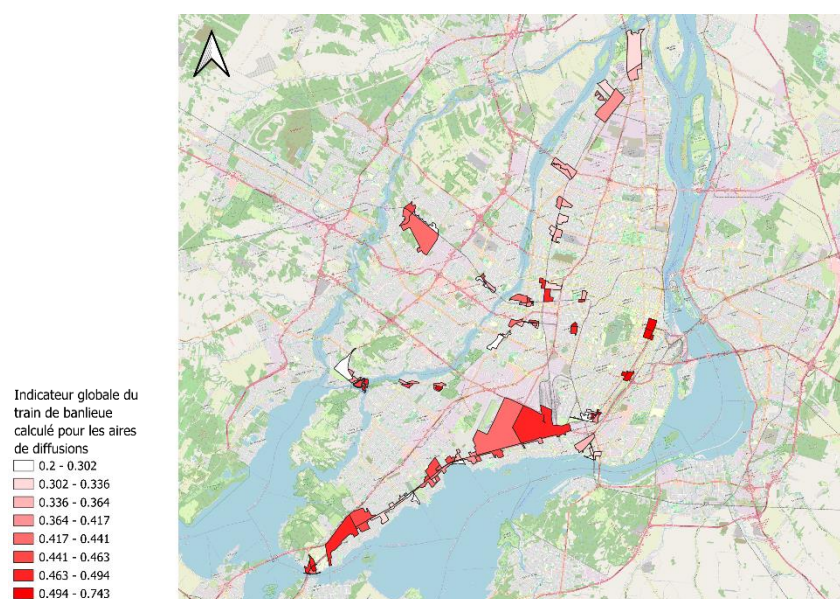 Indicateur globale du
train de banlieue
calculé pour les aires
de diffusions
0.2 - 0.302
0.302 - 0.336
0.336 - 0.364
0.364 - 0.417
0.417 - 0.441
0.441 - 0.463
0.463 - 0.494
0.494 - 0.743